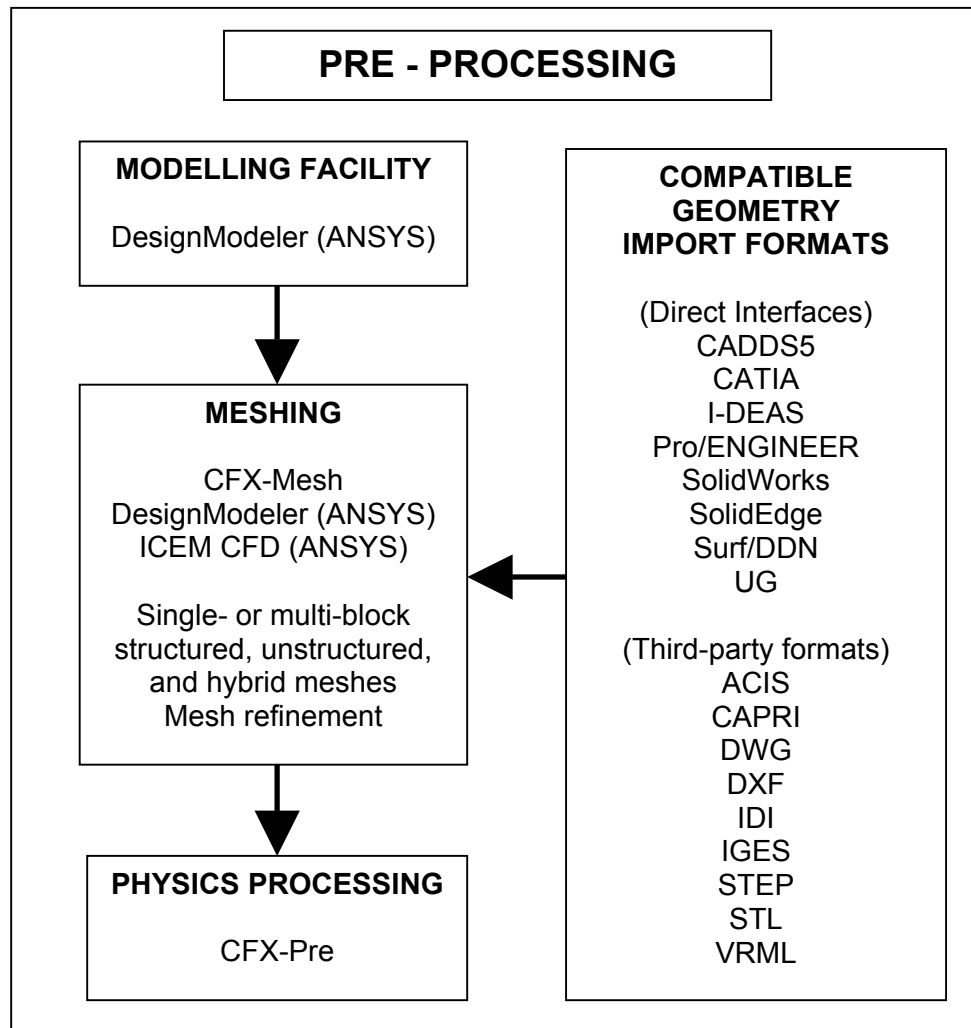 PRE - PROCESSING
MODELLING FACILITY
DesignModeler (ANSYS)
MESHING
CFX-Mesh
DesignModeler (ANSYS)
ICEM CFD (ANSYS)
Single- or multi-block
structured, unstructured,
and hybrid meshes
Mesh refinement
PHYSICS PROCESSING
CFX-Pre
COMPATIBLE
GEOMETRY
IMPORT FORMATS
(Direct Interfaces)
CADDS5
CATIA
I-DEAS
Pro/ENGINEER
SolidWorks
SolidEdge
Surf/DDN
UG
(Third-party formats)
ACIS
CAPRI
DWG
DXF
IDI
IGES
STEP
STL
VRML